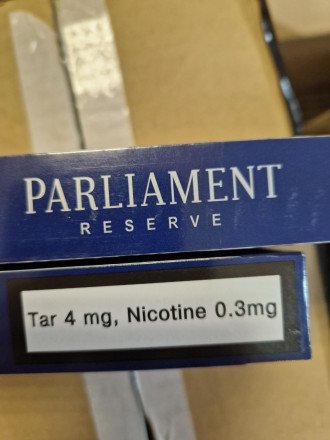 PARLIAMENT
RESERVE
Tar 4 mg, Nicotine 0.3mg